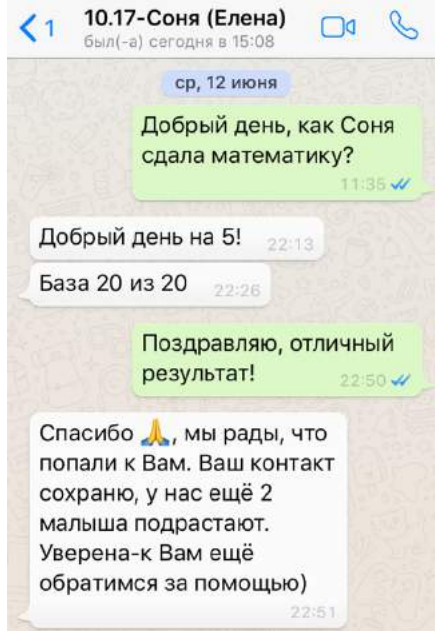 1 10.17-Соня (Елена)
был(-а) сегодня в 15:08
ср, 12 июня
Добрый день, как Соня
сдала математику?
11:35
Добрый день на 5! 22:13
База 20 из 20 22:26
Поздравляю, отличный
результат! 22:50
Спасибо 🙏, мы рады, что
попали к Вам. Ваш контакт
сохраню, у нас ещё 2
малыша подрастают.
Уверена-к Вам ещё
обратимся за помощью)
22:51